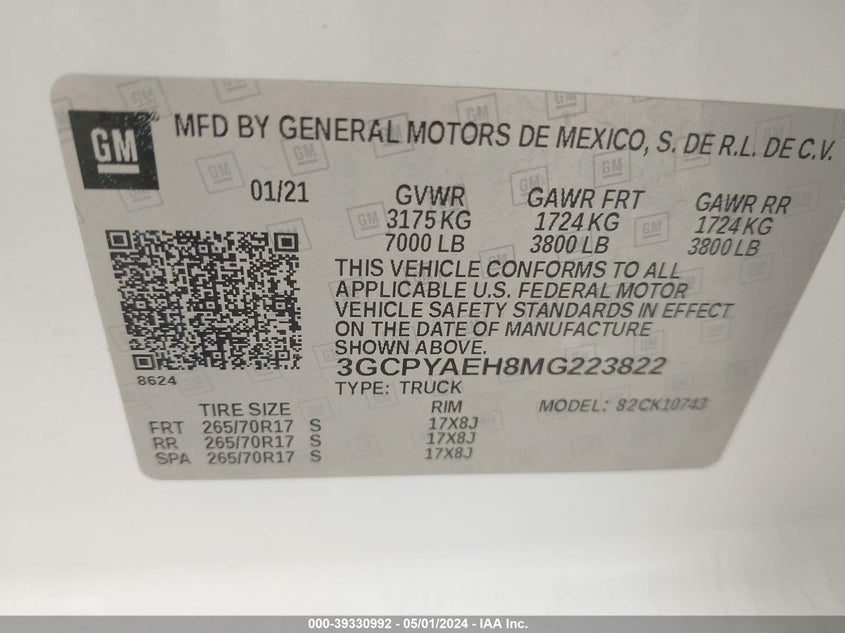 GM MFD BY GENERAL MOTORS DE MEXICO, S. DE R.L. DE C.V.
01/21 GVWR GAWR FRT GAWR RR
3175 KG 1724 KG 1724 KG
7000 LB 3800 LB 3800 LB
THIS VEHICLE CONFORMS TO ALL
APPLICABLE U.S. FEDERAL MOTOR
VEHICLE SAFETY STANDARDS IN EFFECT
ON THE DATE OF MANUFACTURE
SHOWN ABOVE.
3GCPYAEH8MG223822
8624 TYPE: TRUCK
TIRE SIZE RIM MODEL: 82CK10743
FRT 265/70R17 S 17X8J
RR 265/70R17 S 17X8J
SPA 265/70R17 S 17X8J
000-39330992 - 05/01/2024 - IAA Inc.